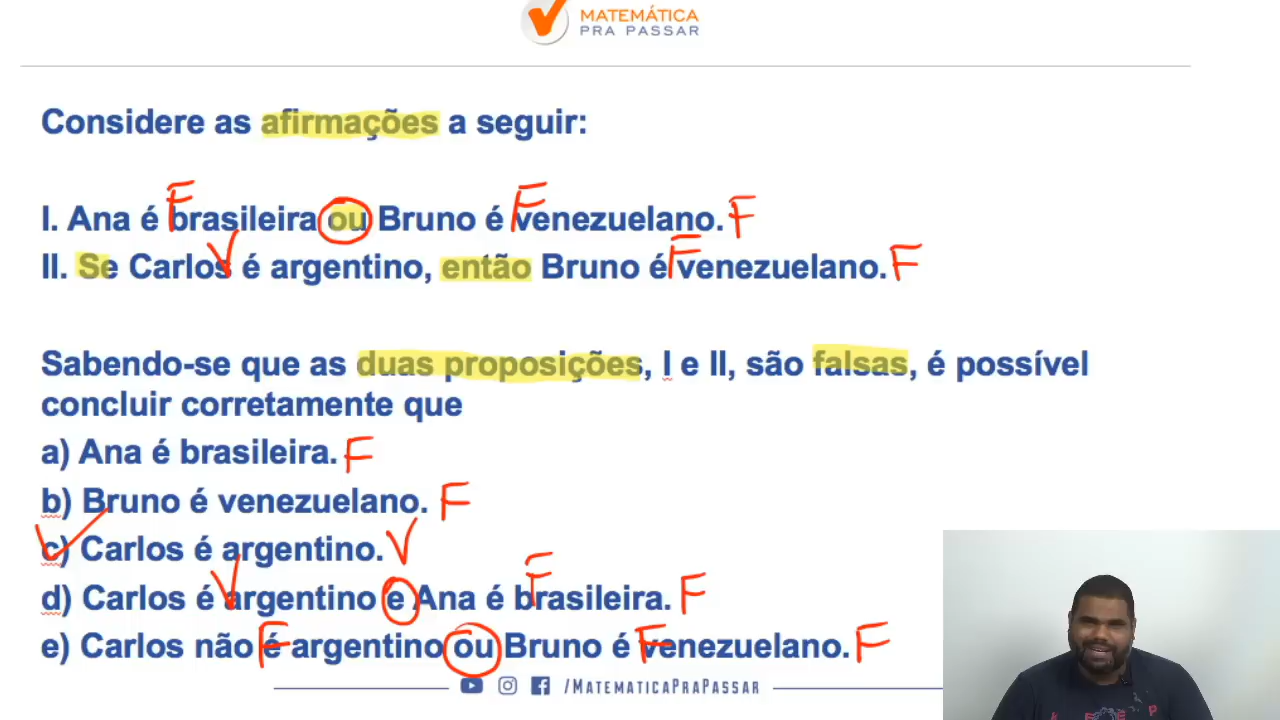 MATEMÁTICA
PRA PASSAR
Considere as afirmações a seguir:
F F
I. Ana é brasileira ou Bruno é venezuelano. F
V F
II. Se Carlos é argentino, então Bruno é venezuelano. F
Sabendo-se que as duas proposições, I e II, são falsas, é possível
concluir corretamente que
a) Ana é brasileira. F
b) Bruno é venezuelano. F
c) Carlos é argentino. V
V F
d) Carlos é argentino e Ana é brasileira. F
F F
e) Carlos não é argentino ou Bruno é venezuelano. F
/MATEMATICAPRAPASSAR